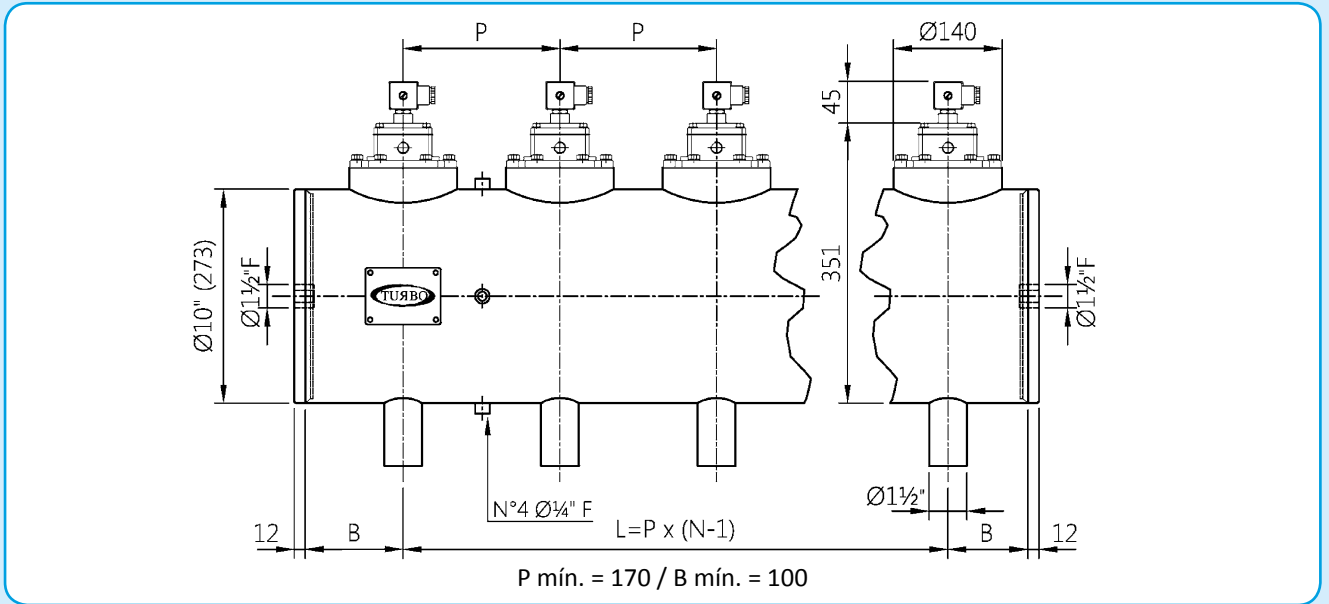 P
P
Ø140
45
351
Ø10" (273)
Ø1½"F
TURBO
Ø1½"F
N°4 Ø¼" F
Ø1½"
12
B
L=P x (N-1)
B
12
P mín. = 170 / B mín. = 100